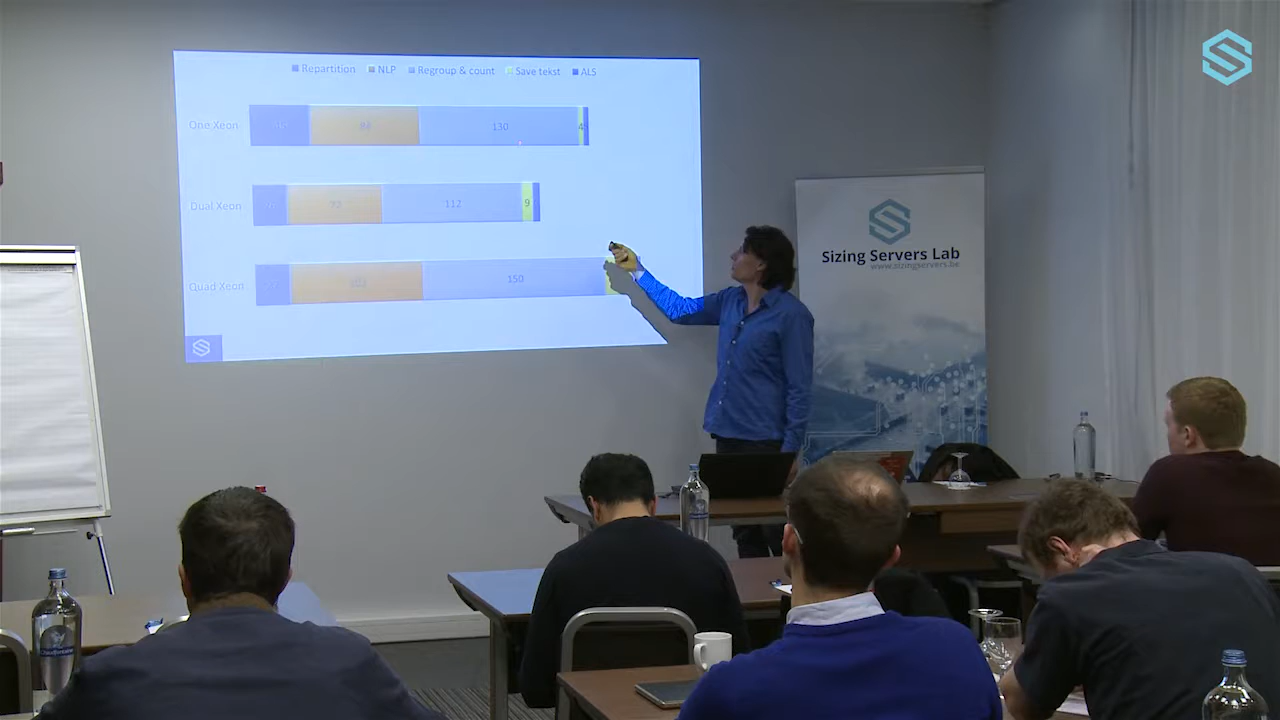 Repartition NLP Regroup & count Save tekst ALS
One Xeon 130 4
Dual Xeon 112 9
Quad Xeon 150
Sizing Servers Lab
www.sizingservers.be